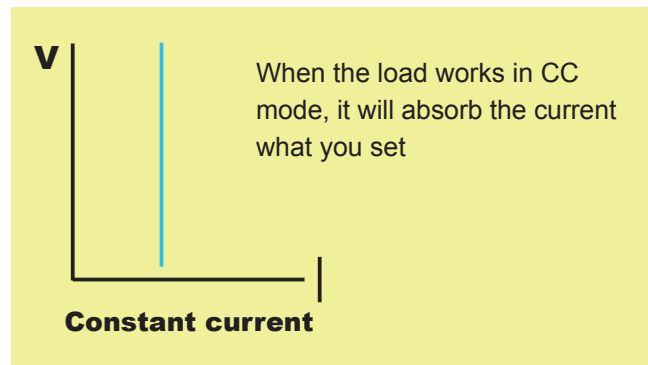 V
When the load works in CC
mode, it will absorb the current
what you set
I
Constant current